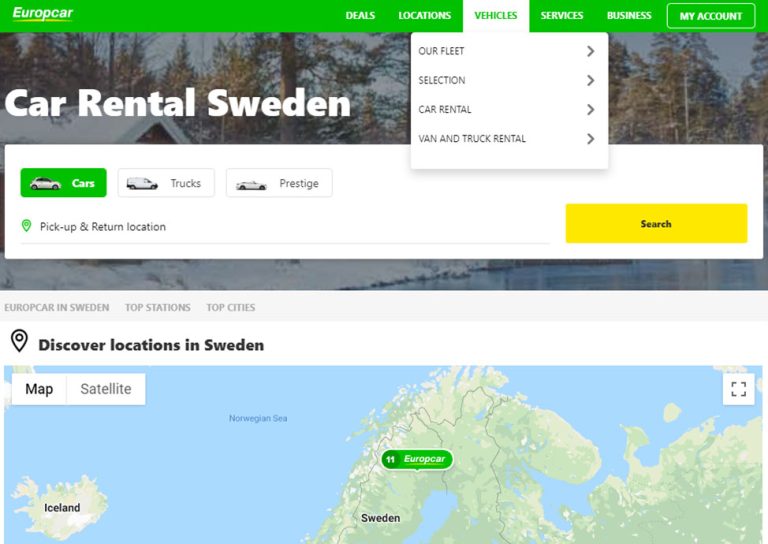 Europcar
DEALS LOCATIONS VEHICLES SERVICES BUSINESS MY ACCOUNT
OUR FLEET
SELECTION
CAR RENTAL
VAN AND TRUCK RENTAL
Car Rental Sweden
Cars Trucks Prestige
Pick-up & Return location
Search
EUROPCAR IN SWEDEN TOP STATIONS TOP CITIES
Discover locations in Sweden
Map Satellite
Norwegian Sea
11 Europcar
Iceland
Sweden